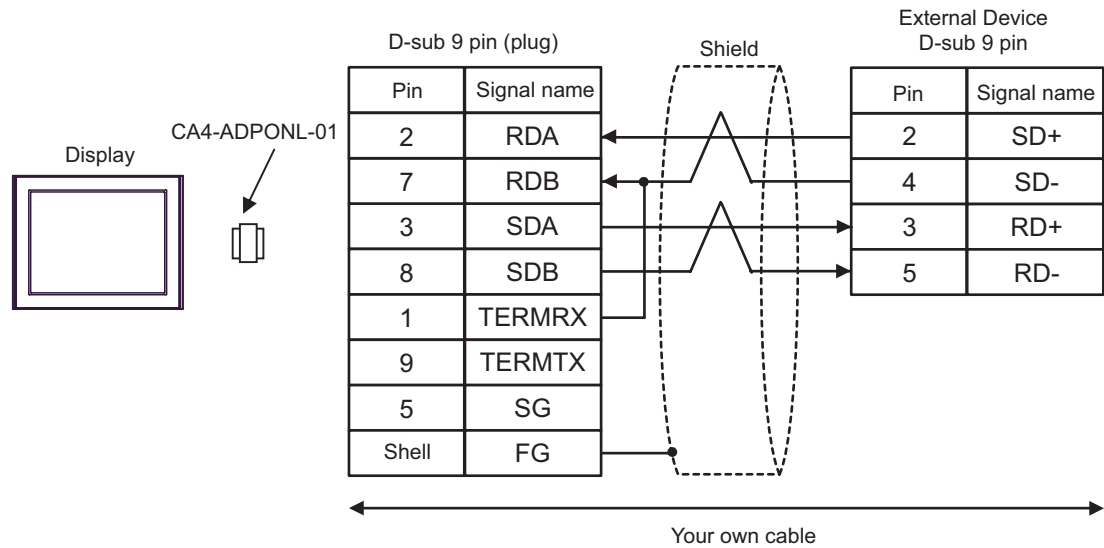 External Device
D-sub 9 pin (plug) Shield D-sub 9 pin
Pin Signal name Pin Signal name
CA4-ADPONL-01
Display
2 RDA 2 SD+
7 RDB 4 SD-
3 SDA 3 RD+
8 SDB 5 RD-
1 TERMRX
9 TERMTX
5 SG
Shell FG
Your own cable